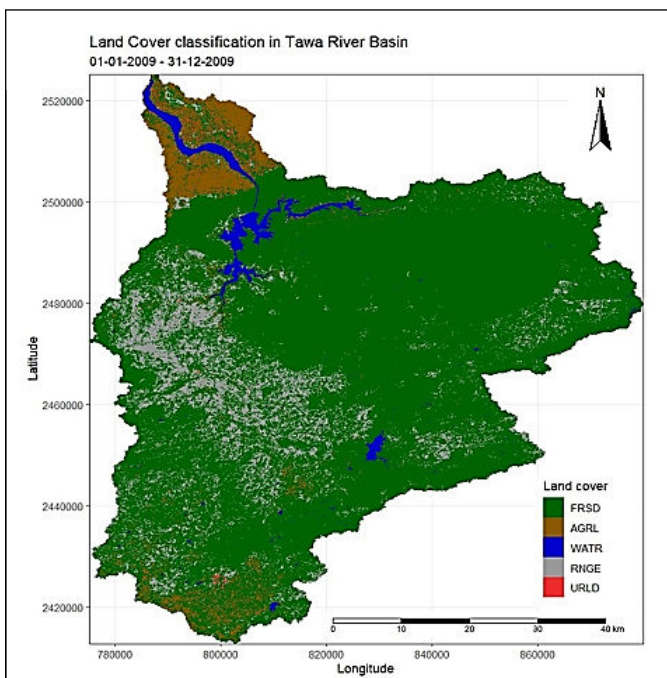 Land Cover classification in Tawa River Basin
01-01-2009 - 31-12-2009
N
2520000
2500000
2480000
2460000
2440000
2420000
Latitude
Land cover
FRSD
AGRL
WATR
RNGE
URLD
0 10 20 30 40 km
780000 800000 820000 840000 860000
Longitude